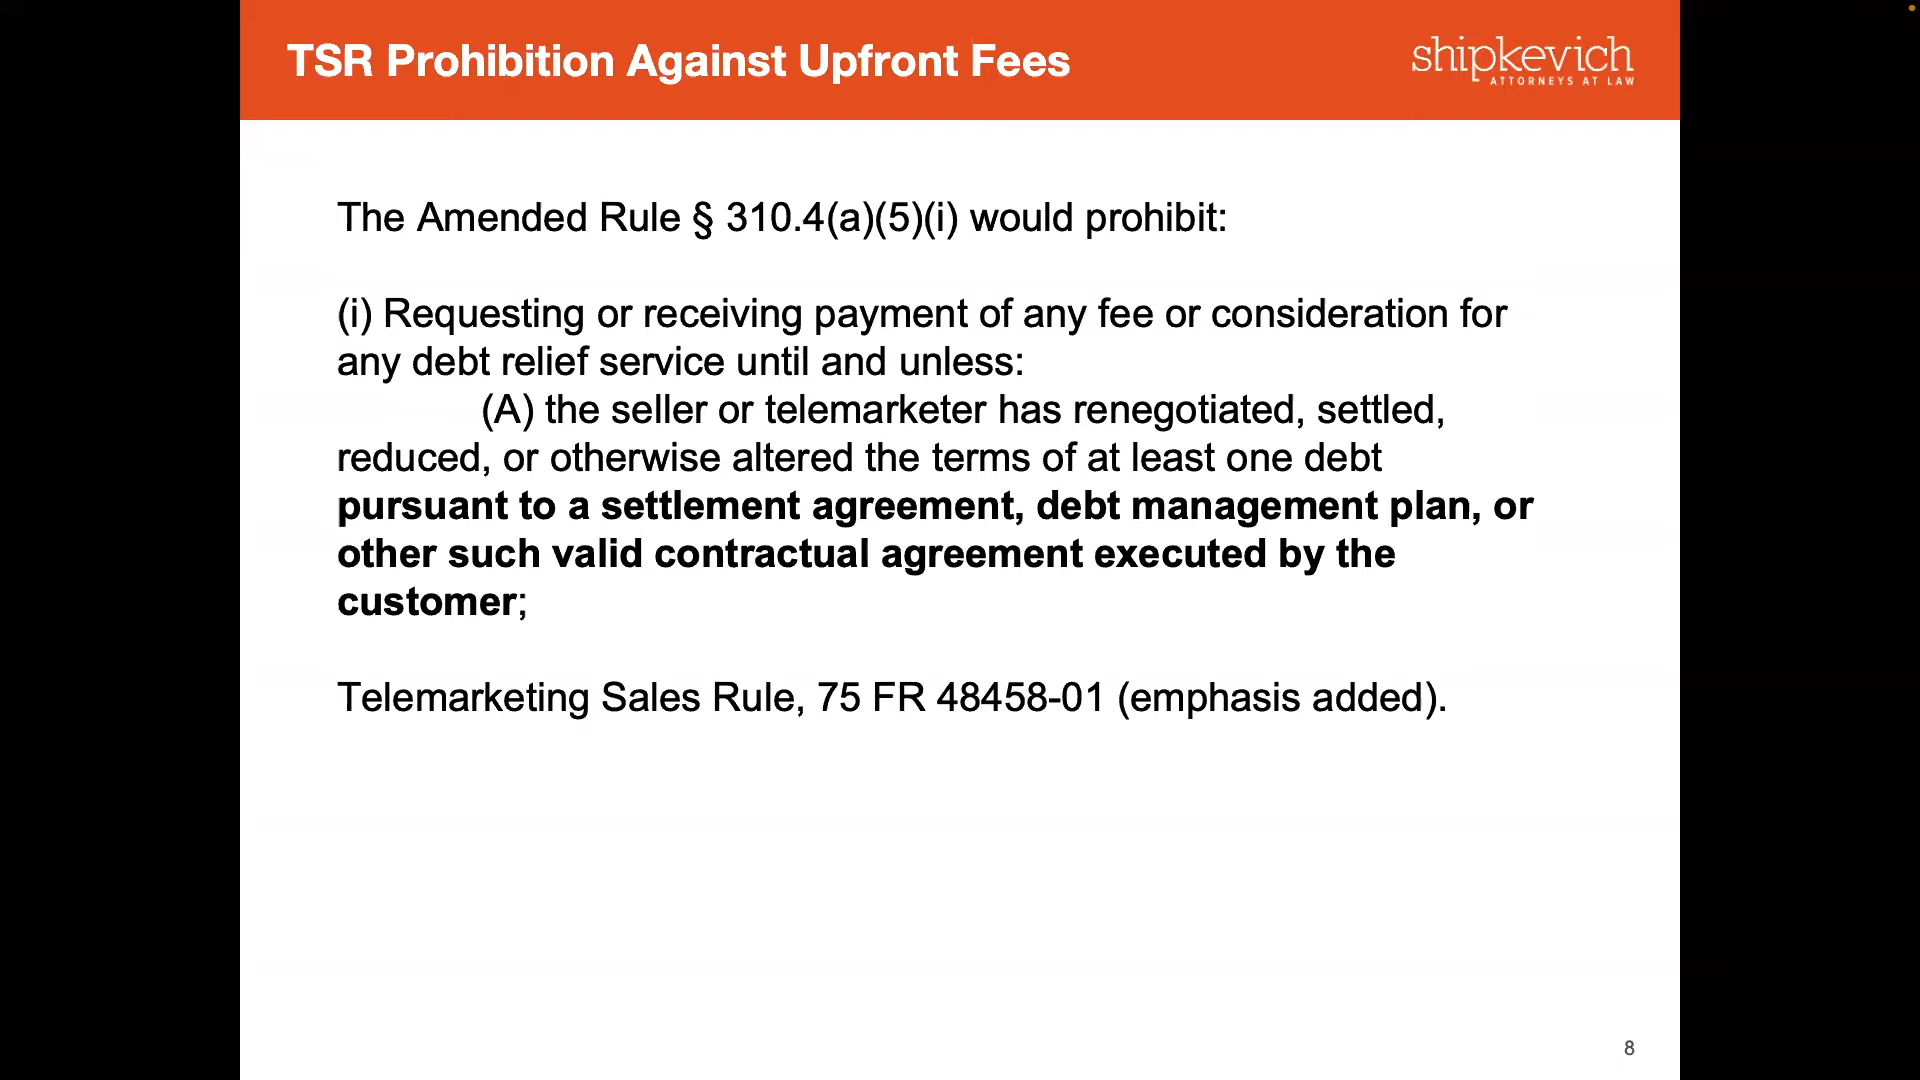 TSR Prohibition Against Upfront Fees
shipkevich
ATTORNEYS AT LAW
The Amended Rule § 310.4(a)(5)(i) would prohibit:
(i) Requesting or receiving payment of any fee or consideration for
any debt relief service until and unless:
(A) the seller or telemarketer has renegotiated, settled,
reduced, or otherwise altered the terms of at least one debt
pursuant to a settlement agreement, debt management plan, or
other such valid contractual agreement executed by the
customer;
Telemarketing Sales Rule, 75 FR 48458-01 (emphasis added).
8